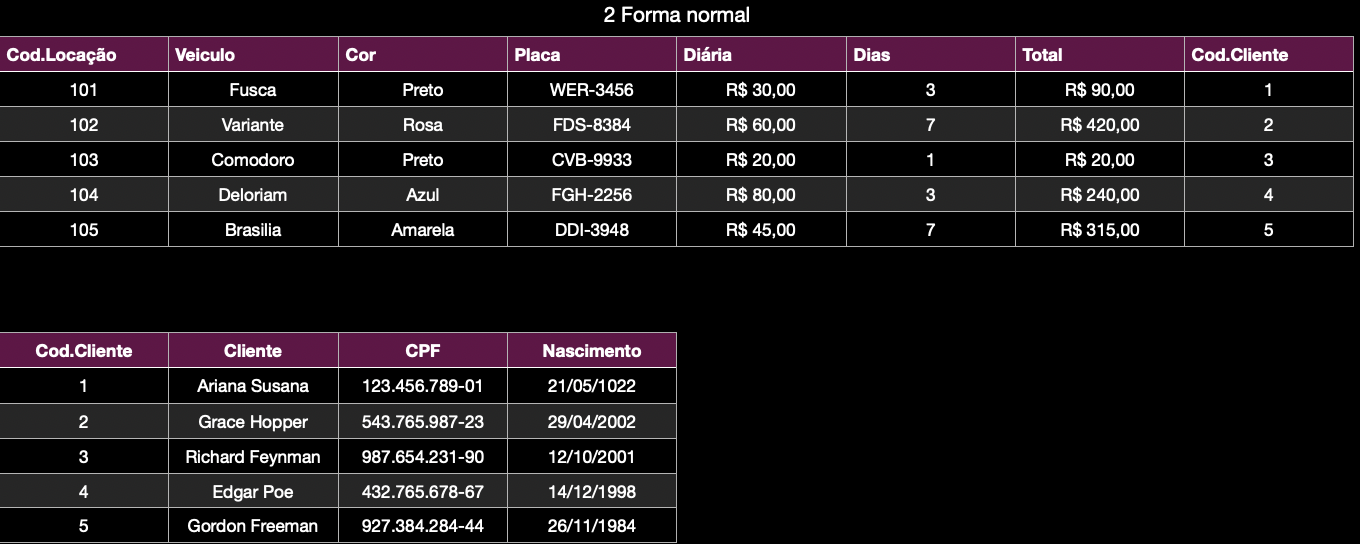 2 Forma normal
Cod.Locação Veiculo Cor Placa Diária Dias Total Cod.Cliente
101 Fusca Preto WER-3456 R$ 30,00 3 R$ 90,00 1
102 Variante Rosa FDS-8384 R$ 60,00 7 R$ 420,00 2
103 Comodoro Preto CVB-9933 R$ 20,00 1 R$ 20,00 3
104 Deloriam Azul FGH-2256 R$ 80,00 3 R$ 240,00 4
105 Brasilia Amarela DDI-3948 R$ 45,00 7 R$ 315,00 5
Cod.Cliente Cliente CPF Nascimento
1 Ariana Susana 123.456.789-01 21/05/1022
2 Grace Hopper 543.765.987-23 29/04/2002
3 Richard Feynman 987.654.231-90 12/10/2001
4 Edgar Poe 432.765.678-67 14/12/1998
5 Gordon Freeman 927.384.284-44 26/11/1984